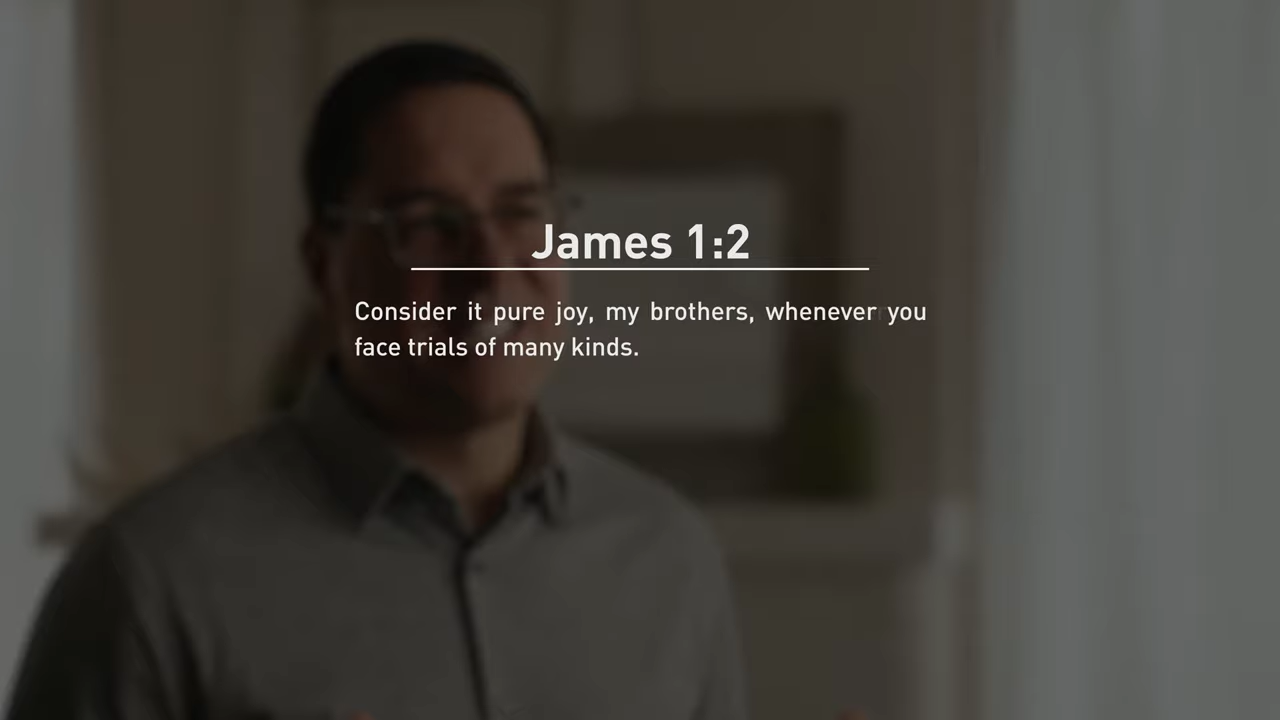 James 1:2
Consider it pure joy, my brothers, whenever you
face trials of many kinds.